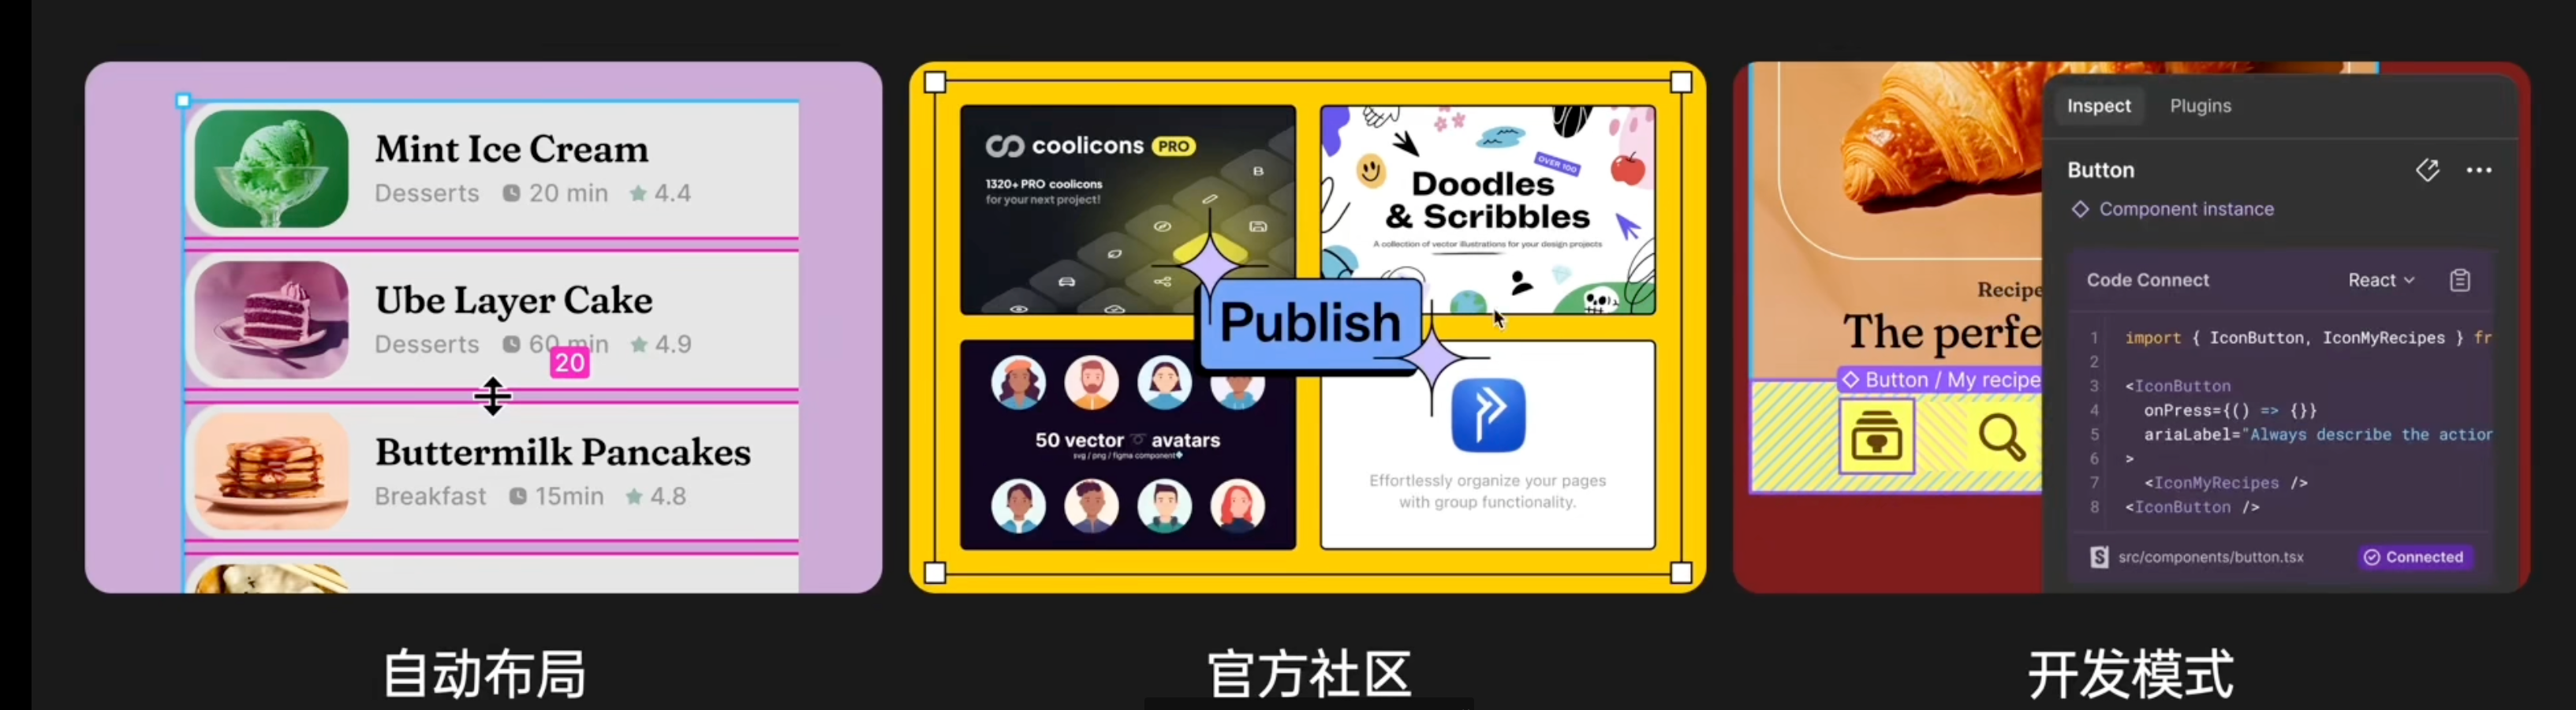 Mint Ice Cream
Desserts 20 min 4.4
Ube Layer Cake
Desserts 60 min 4.9
20
Buttermilk Pancakes
Breakfast 15min 4.8
coolicons PRO
1320+ PRO coolicons
for your next project!
B
OVER 100
Doodles
& Scribbles
A collection of vector illustrations for your design projects
Publish
50 vector avatars
svg / png / figma component
Effortlessly organize your pages
with group functionality.
Recipe
The perfe
Button / My recipe
Inspect Plugins
Button
Component instance
Code Connect React
1 import { IconButton, IconMyRecipes } fr
2
3 <IconButton
4 onPress={() => {}}
5 ariaLabel="Always describe the action
6 >
7 <IconMyRecipes />
8 <IconButton />
src/components/button.tsx Connected
自动布局
官方社区
开发模式